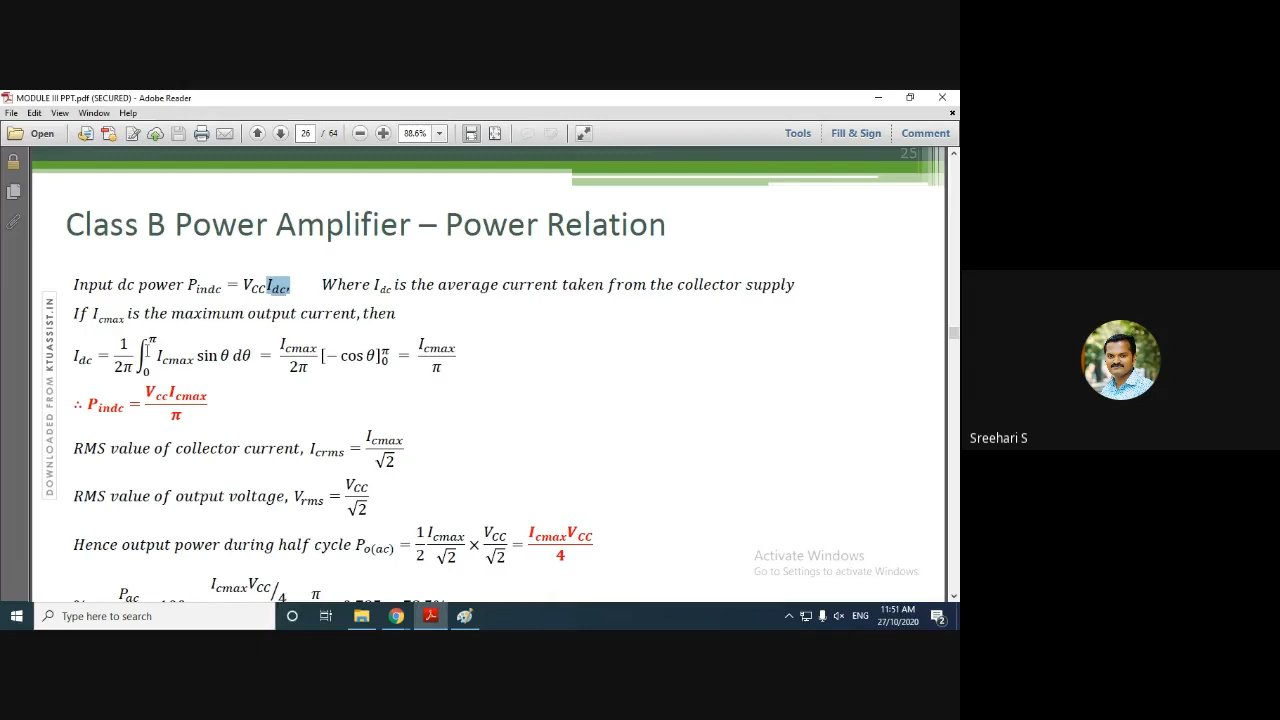 MODULE III PPT.pdf (SECURED) - Adobe Reader
File Edit View Window Help
Open 26 / 64 88.6% Tools Fill & Sign Comment
25
Class B Power Amplifier – Power Relation
Input dc power P_indc = V_CC I_dc, Where I_dc is the average current taken from the collector supply
If I_cmax is the maximum output current, then
I_dc = 1/2π ∫_0^π I_cmax sin θ dθ = I_cmax/2π [− cos θ]_0^π = I_cmax/π
∴ P_indc = V_cc I_cmax/π
RMS value of collector current, I_crms = I_cmax/√2
RMS value of output voltage, V_rms = V_CC/√2
Hence output power during half cycle P_o(ac) = 1/2 I_cmax/√2 × V_CC/√2 = I_cmax V_CC/4
P_ac I_cmax V_CC/4 π
DOWNLOADED FROM KTUASSIST.IN
Activate Windows
Go to Settings to activate Windows.
Sreehari S
Type here to search
ENG
11:51 AM
27/10/2020
2